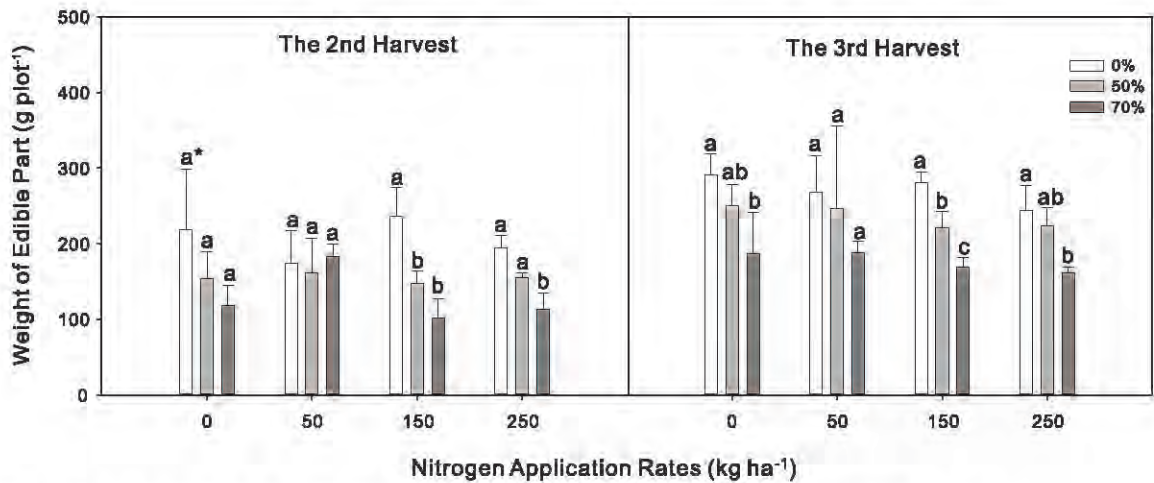 The 2nd Harvest
The 3rd Harvest
0%
50%
70%
Weight of Edible Part (g plot⁻¹)
500
400
300
200
100
0
a* a a
a a a
a b b
a a b
a ab b
a a a
a b c
a ab b
0 50 150 250
0 50 150 250
Nitrogen Application Rates (kg ha⁻¹)